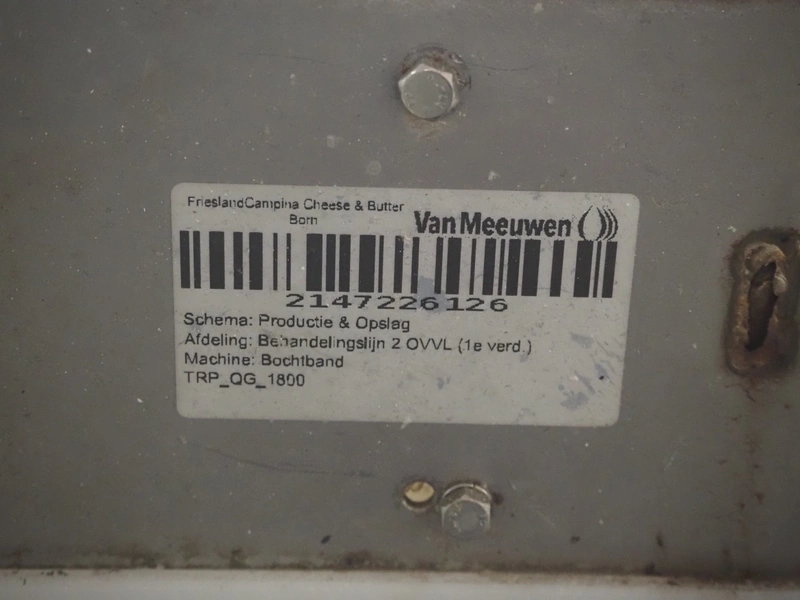 FrieslandCampina Cheese & Butter
Born
Van Meeuwen
2147226126
Schema: Productie & Opslag
Afdeling: Behandelingslijn 2 OVVL (1e verd.)
Machine: Bochtband
TRP_QG_1800